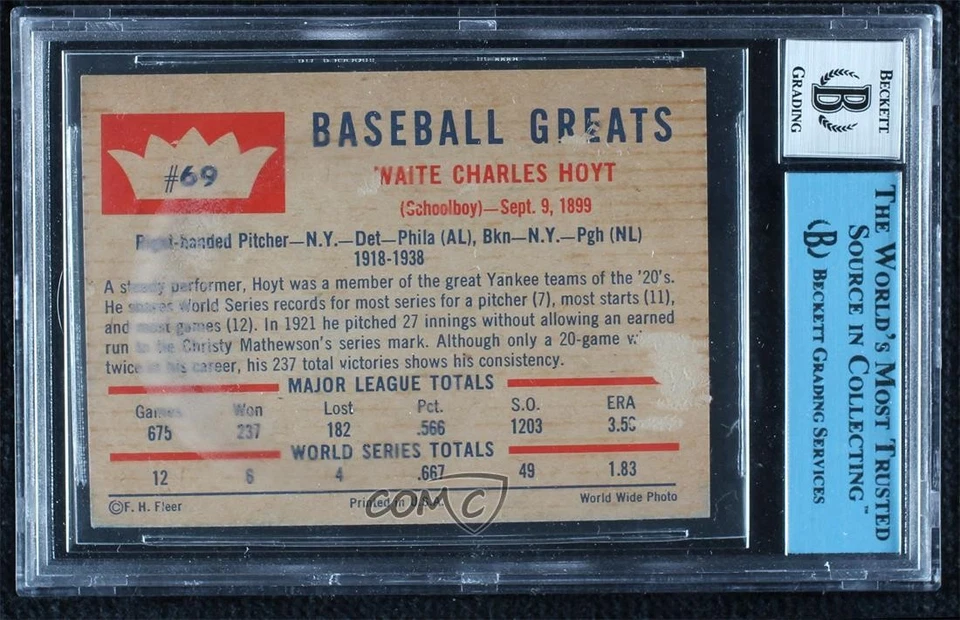 #69
BASEBALL GREATS
WAITE CHARLES HOYT
(Schoolboy)—Sept. 9, 1899
Right-handed Pitcher—N.Y.—Det—Phila (AL), Bkn—N.Y.—Pgh (NL)
1918-1938
A steady performer, Hoyt was a member of the great Yankee teams of the '20's.
He shares World Series records for most series for a pitcher (7), most starts (11),
and most games (12). In 1921 he pitched 27 innings without allowing an earned
run to tie Christy Mathewson's series mark. Although only a 20-game
twice in his career, his 237 total victories shows his consistency.
MAJOR LEAGUE TOTALS
Games Won Lost Pct. S.O. ERA
675 237 182 .566 1203
WORLD SERIES TOTALS
12 6 4 .667 49 1.83
©F. H. Fleer Printed in U.S.A. World Wide Photo
COMC
BECKETT
B
GRADING
THE WORLD'S MOST TRUSTED
SOURCE IN COLLECTING™
(B) BECKETT GRADING SERVICES